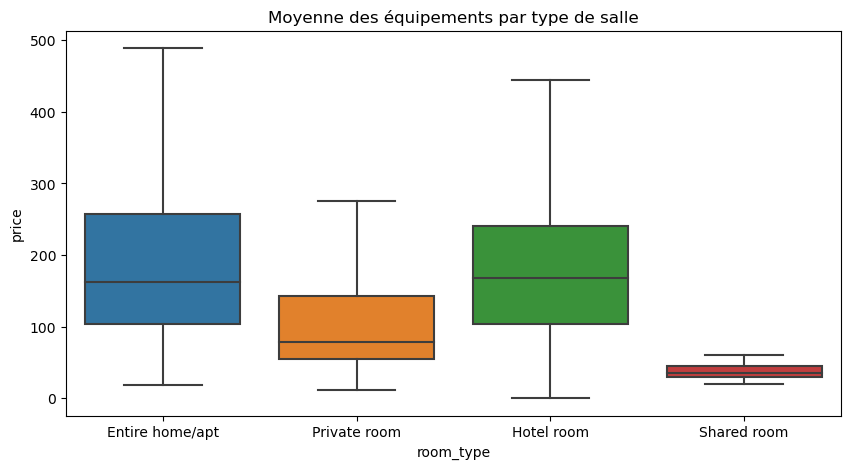 Moyenne des équipements par type de salle
500
400
300
200
100
0
price
Entire home/apt
Private room
Hotel room
Shared room
room_type